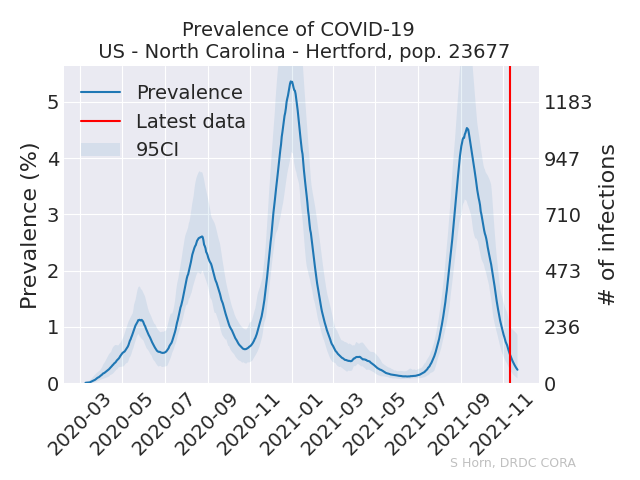 Prevalence of COVID-19
US - North Carolina - Hertford, pop. 23677
Prevalence
Latest data
95CI
Prevalence (%)
5
4
3
2
1
0
1183
947
710
473
236
0
# of infections
2020-03
2020-05
2020-07
2020-09
2020-11
2021-01
2021-03
2021-05
2021-07
2021-09
2021-11
S Horn, DRDC CORA